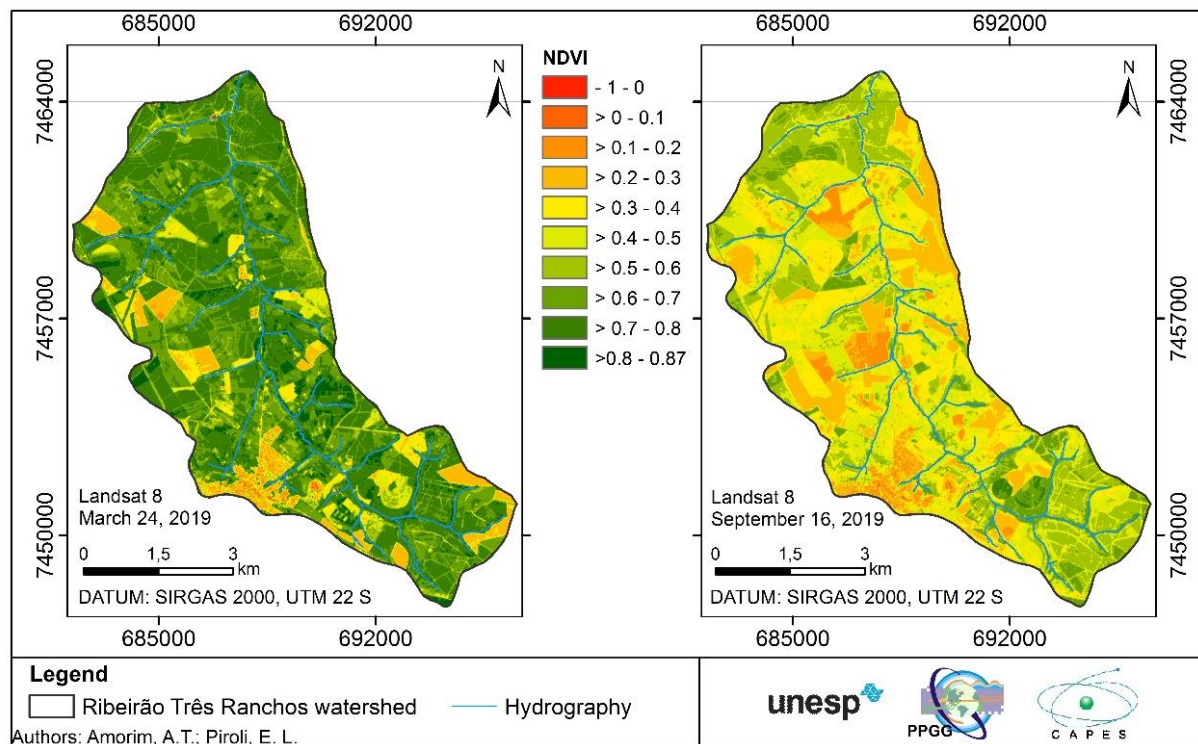 685000 692000 685000 692000
7464000
7457000
7450000
N
Landsat 8
March 24, 2019
0 1,5 3
km
DATUM: SIRGAS 2000, UTM 22 S
NDVI
- 1 - 0
> 0 - 0.1
> 0.1 - 0.2
> 0.2 - 0.3
> 0.3 - 0.4
> 0.4 - 0.5
> 0.5 - 0.6
> 0.6 - 0.7
> 0.7 - 0.8
>0.8 - 0.87
N
Landsat 8
September 16, 2019
0 1,5 3
km
DATUM: SIRGAS 2000, UTM 22 S
7464000
7457000
7450000
685000 692000 685000 692000
Legend
Ribeirão Três Ranchos watershed Hydrography
Authors: Amorim, A.T.; Piroli, E. L.
unesp
PPGG
CAPES